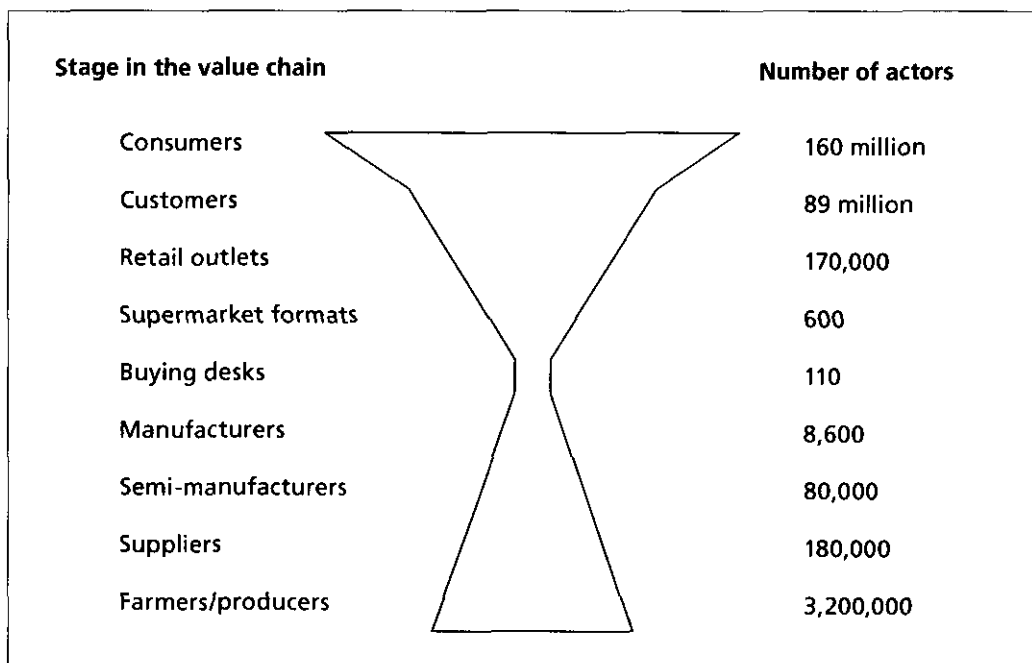 Stage in the value chain Number of actors
Consumers 160 million
Customers 89 million
Retail outlets 170,000
Supermarket formats 600
Buying desks 110
Manufacturers 8,600
Semi-manufacturers 80,000
Suppliers 180,000
Farmers/producers 3,200,000